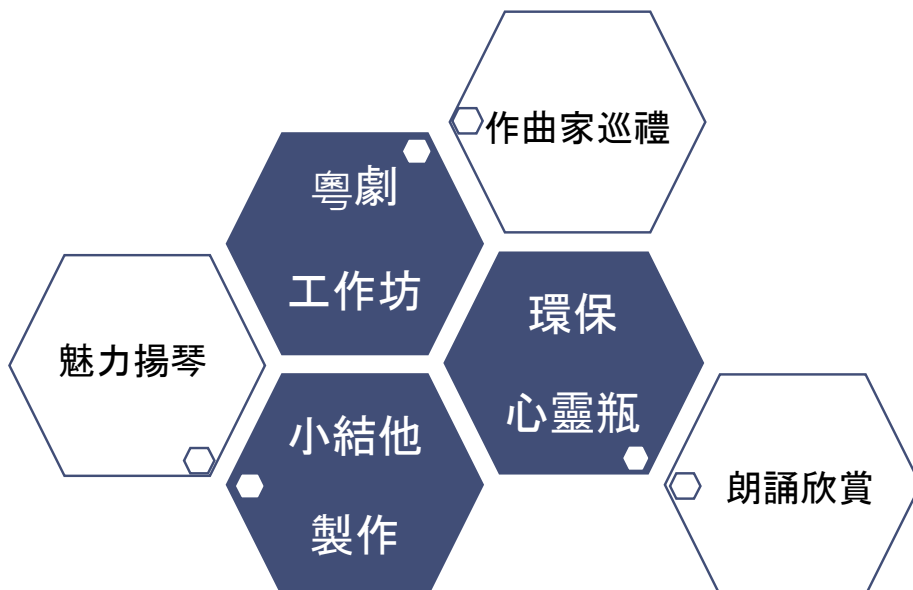 作曲家巡禮
粵劇
工作坊
環保
心靈瓶
魅力揚琴
小結他
製作
朗誦欣賞